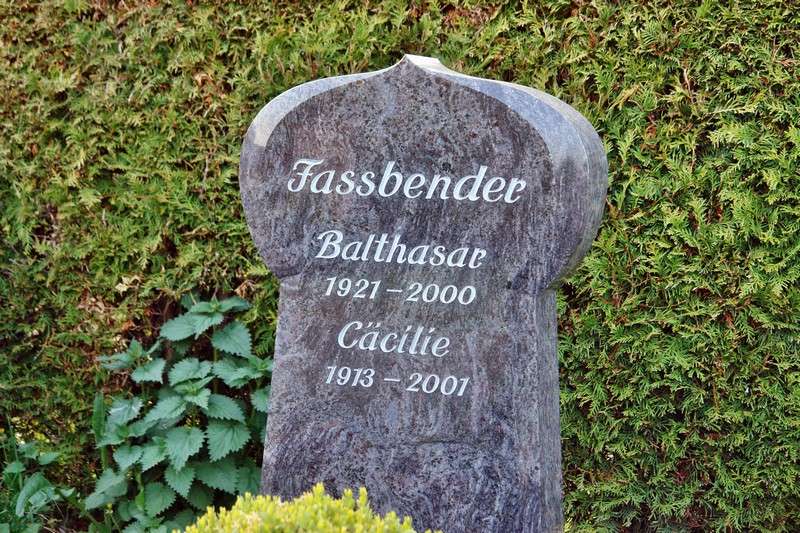 Fassbender
Balthasar
1921 – 2000
Cäcilie
1913 – 2001